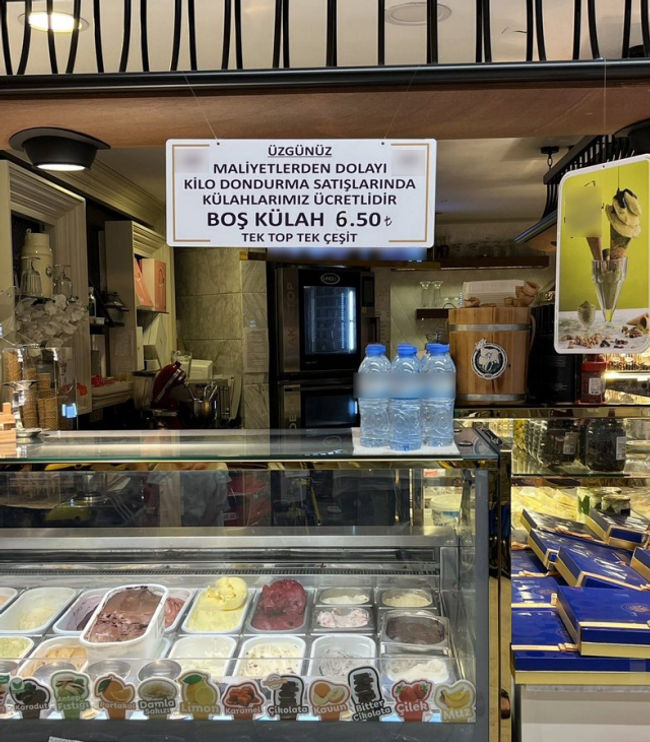 ÜZGÜNÜZ
MALİYETLERDEN DOLAYI
KİLO DONDURMA SATIŞLARINDA
KÜLAHLARIMIZ ÜCRETLİDİR
BOŞ KÜLAH 6.50 ₺
TEK TOP TEK ÇEŞİT
Karadut
Antep Fıstığı
Portakal
Damla Sakızı
Limon
Karamel
Çikolata
Kavun
Bitter Çikolata
Çilek
Muz